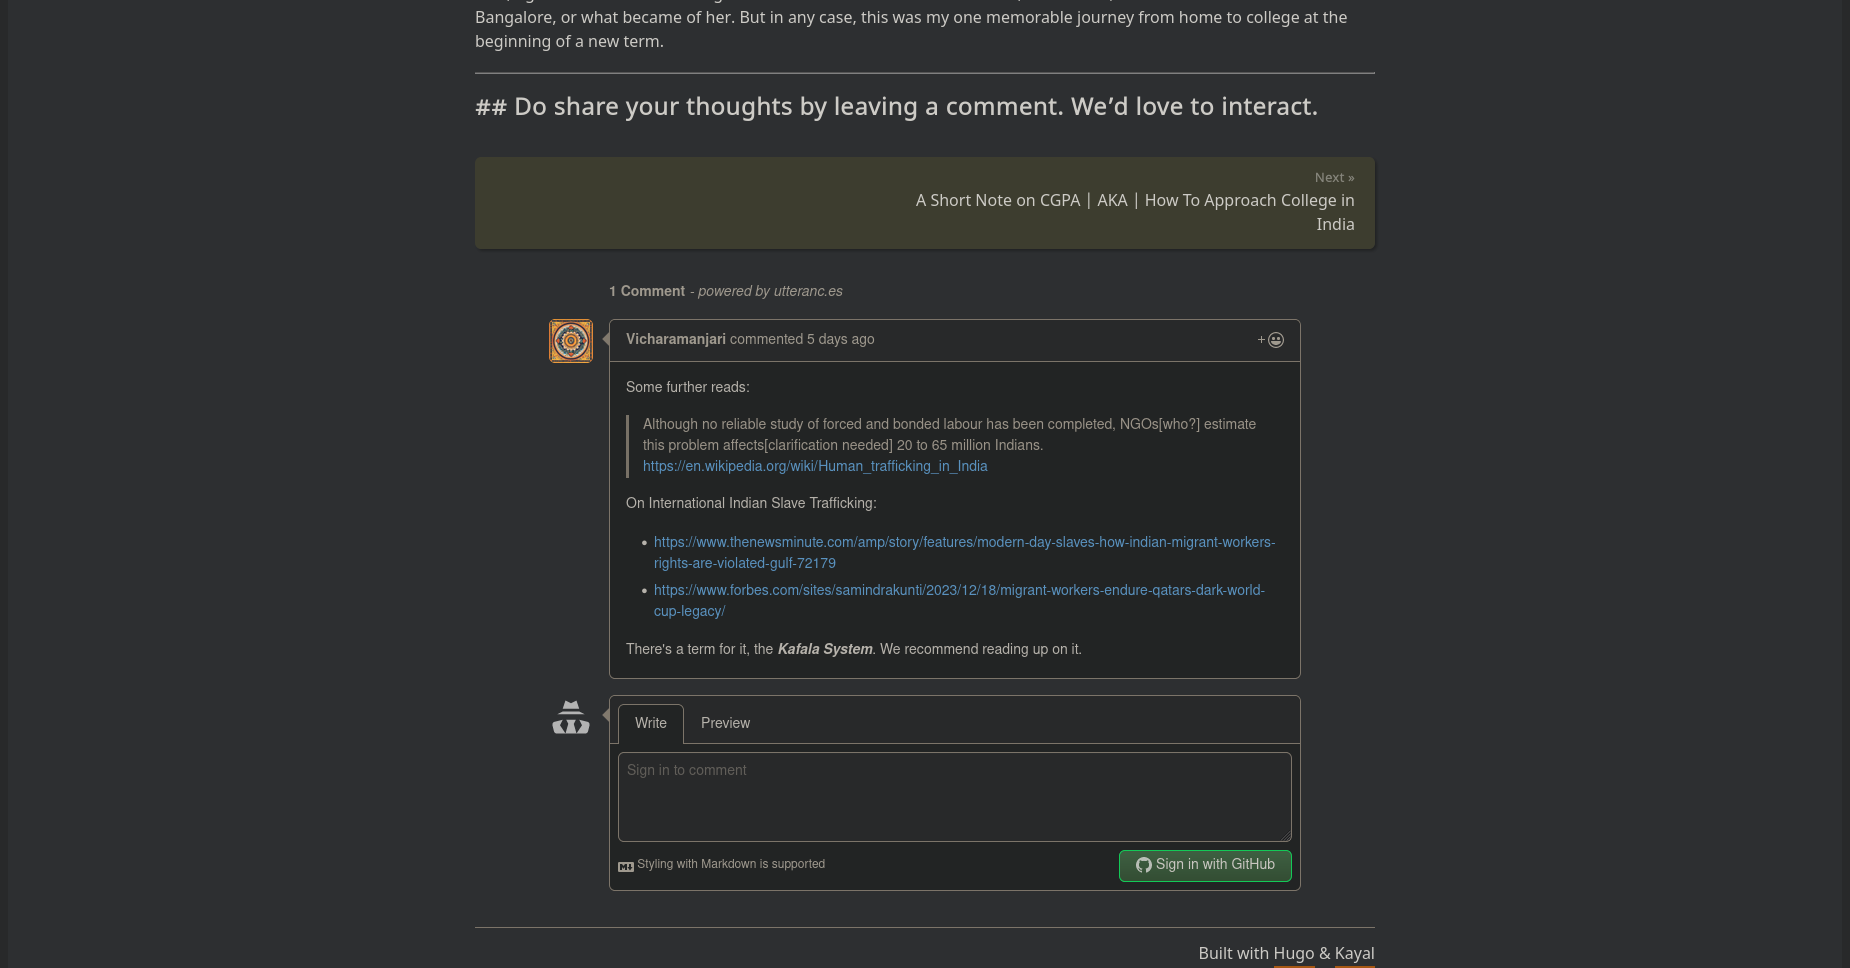 Bangalore, or what became of her. But in any case, this was my one memorable journey from home to college at the
beginning of a new term.
## Do share your thoughts by leaving a comment. We’d love to interact.
Next »
A Short Note on CGPA | AKA | How To Approach College in
India
1 Comment - powered by utteranc.es
Vicharamanjari commented 5 days ago
Some further reads:
Although no reliable study of forced and bonded labour has been completed, NGOs[who?] estimate
this problem affects[clarification needed] 20 to 65 million Indians.
https://en.wikipedia.org/wiki/Human_trafficking_in_India
On International Indian Slave Trafficking:
• https://www.thenewsminute.com/amp/story/features/modern-day-slaves-how-indian-migrant-workers-
rights-are-violated-gulf-72179
• https://www.forbes.com/sites/samindrakunti/2023/12/18/migrant-workers-endure-qatars-dark-world-
cup-legacy/
There's a term for it, the Kafala System. We recommend reading up on it.
Write Preview
Sign in to comment
Styling with Markdown is supported
Sign in with GitHub
Built with Hugo & Kayal